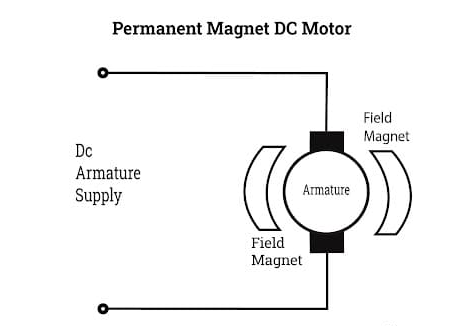 Permanent Magnet DC Motor
Field
Magnet
Dc
Armature
Supply
Armature
Field
Magnet